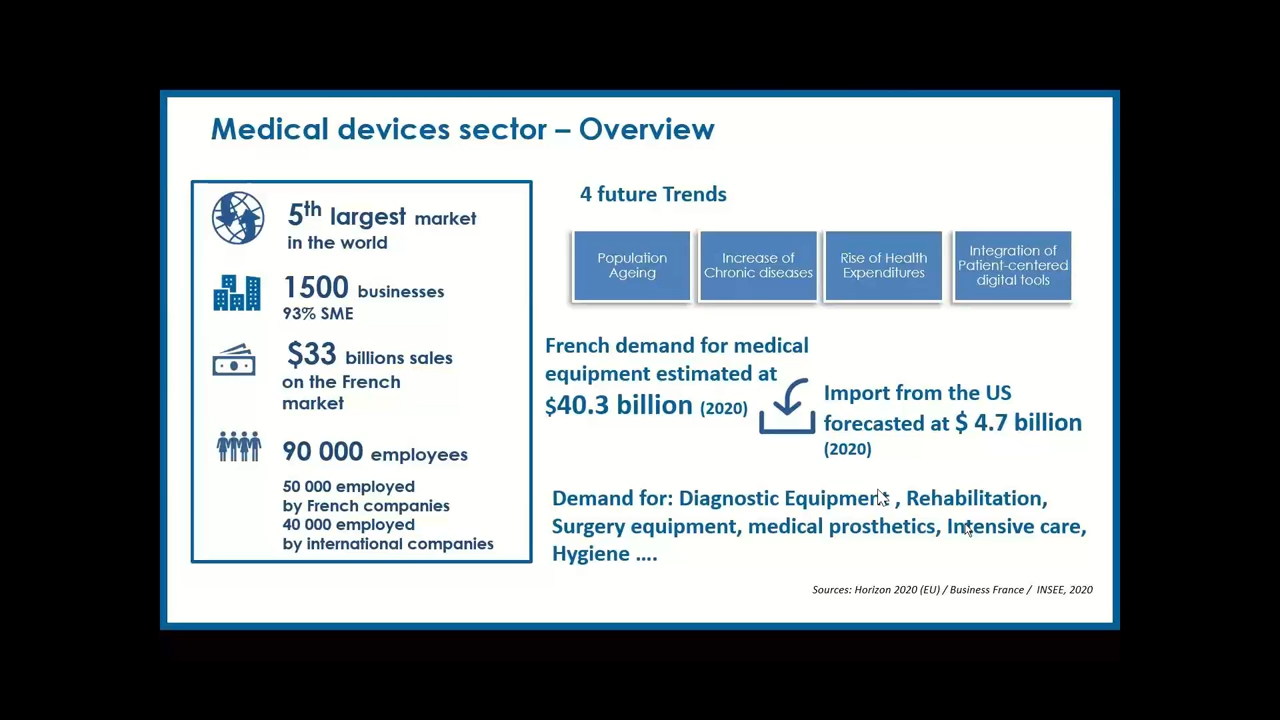 Medical devices sector – Overview
5th largest market
in the world
1500 businesses
93% SME
$33 billions sales
on the French
market
90 000 employees
50 000 employed
by French companies
40 000 employed
by international companies
4 future Trends
Population
Ageing
Increase of
Chronic diseases
Rise of Health
Expenditures
Integration of
Patient-centered
digital tools
French demand for medical
equipment estimated at
$40.3 billion (2020)
Import from the US
forecasted at $ 4.7 billion
(2020)
Demand for: Diagnostic Equipment , Rehabilitation,
Surgery equipment, medical prosthetics, Intensive care,
Hygiene ….
Sources: Horizon 2020 (EU) / Business France / INSEE, 2020